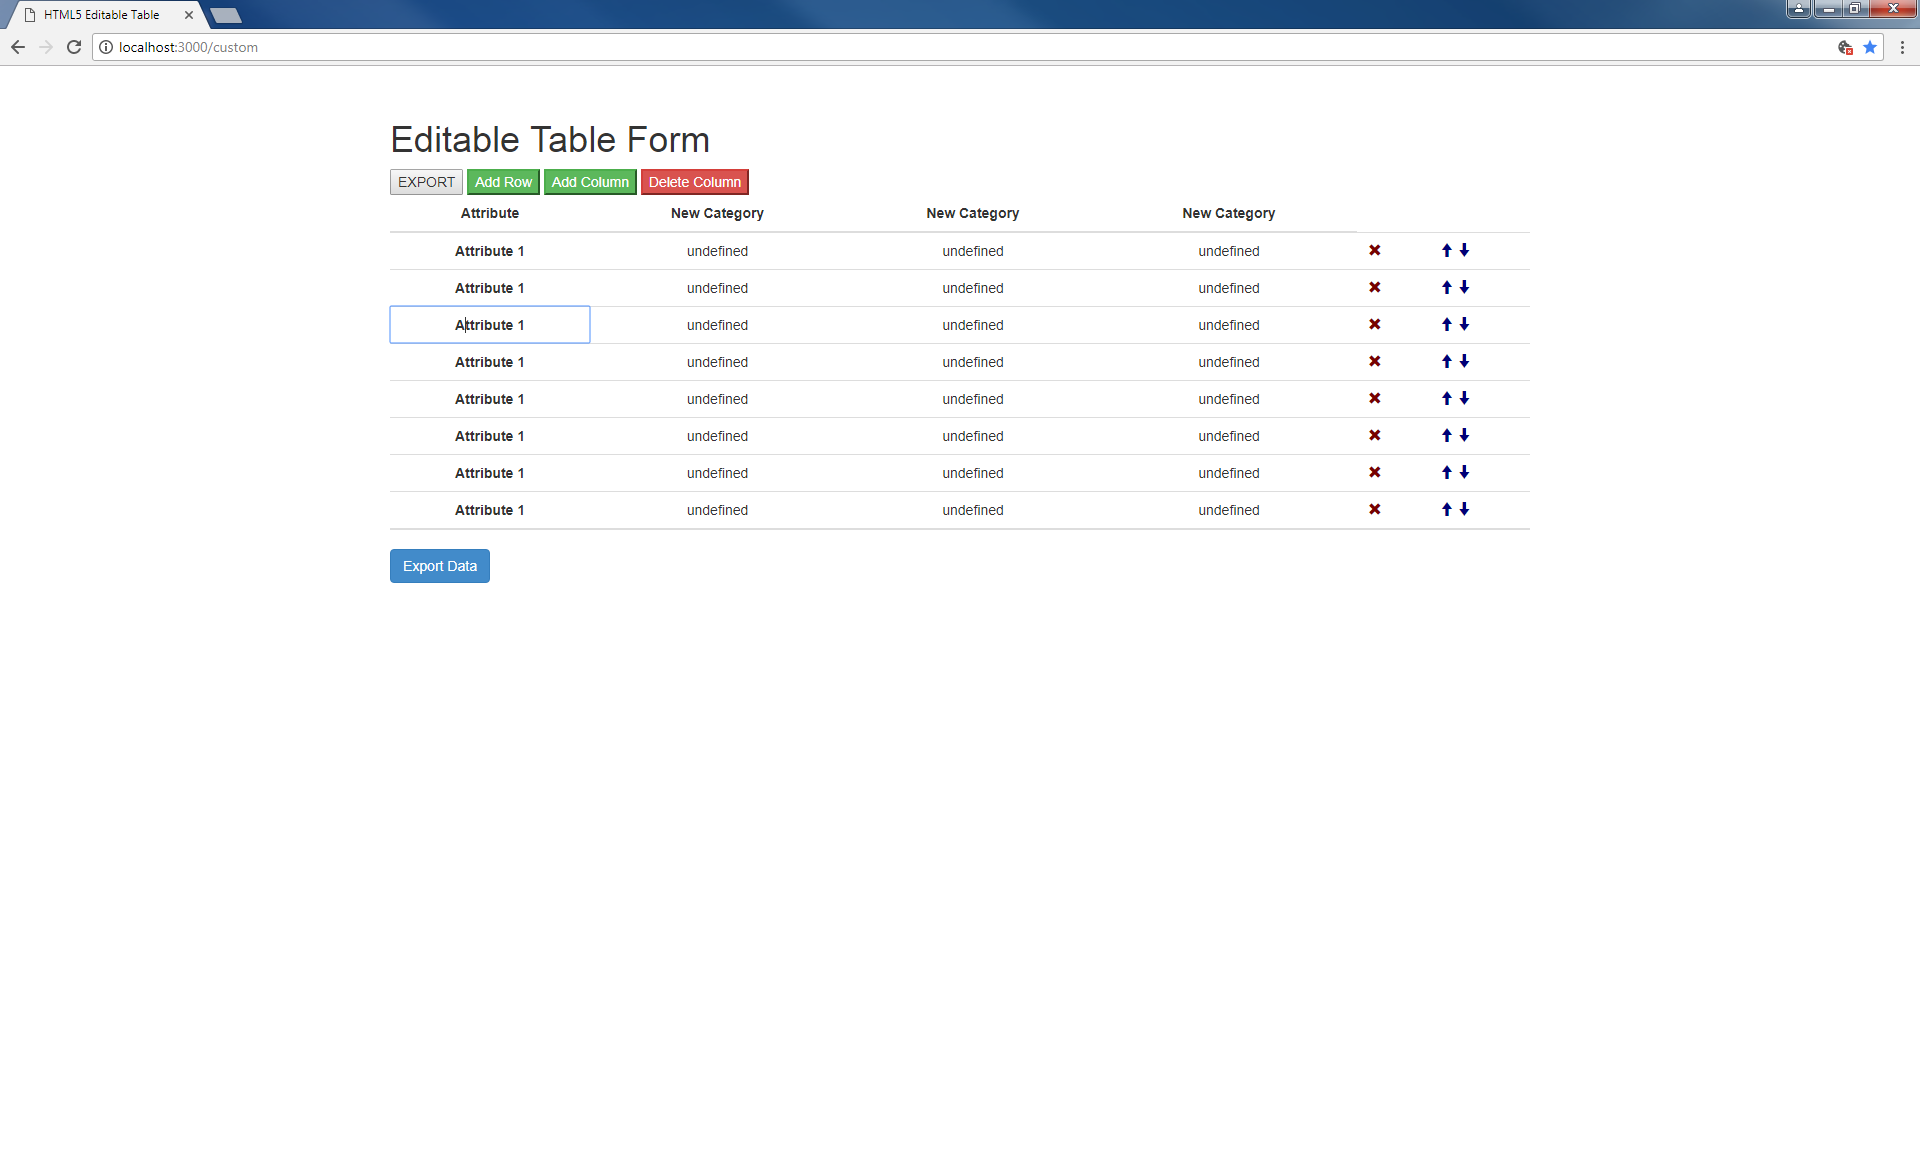 HTML5 Editable Table
localhost:3000/custom
Editable Table Form
EXPORT Add Row Add Column Delete Column
Attribute New Category New Category New Category
Attribute 1 undefined undefined undefined
Attribute 1 undefined undefined undefined
Attribute 1 undefined undefined undefined
Attribute 1 undefined undefined undefined
Attribute 1 undefined undefined undefined
Attribute 1 undefined undefined undefined
Attribute 1 undefined undefined undefined
Attribute 1 undefined undefined undefined
Export Data